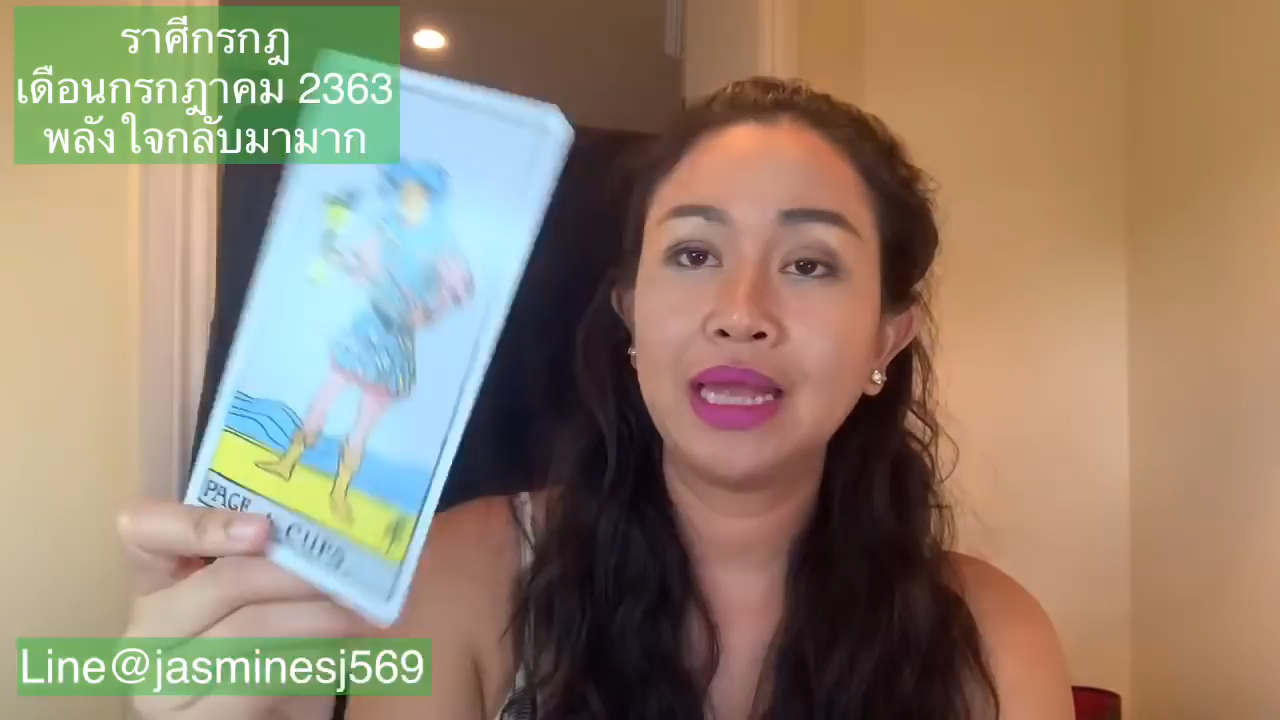 ราศีกรกฎ
เดือนกรกฎาคม 2363
พลังใจกลับมามาก
PAGE
CUPS.
Line@jasminesj569